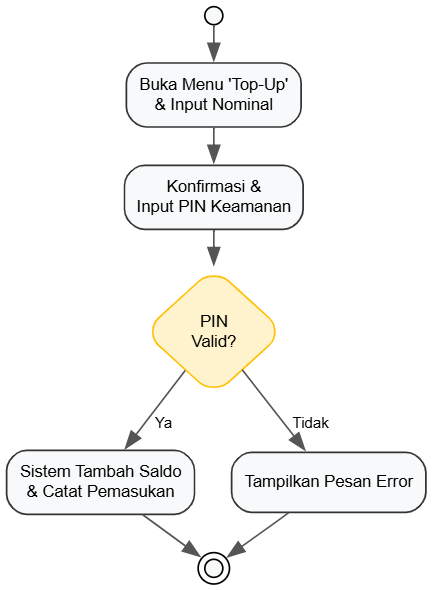 Buka Menu 'Top-Up'
& Input Nominal
Konfirmasi &
Input PIN Keamanan
PIN
Valid?
Ya
Tidak
Sistem Tambah Saldo
& Catat Pemasukan
Tampilkan Pesan Error